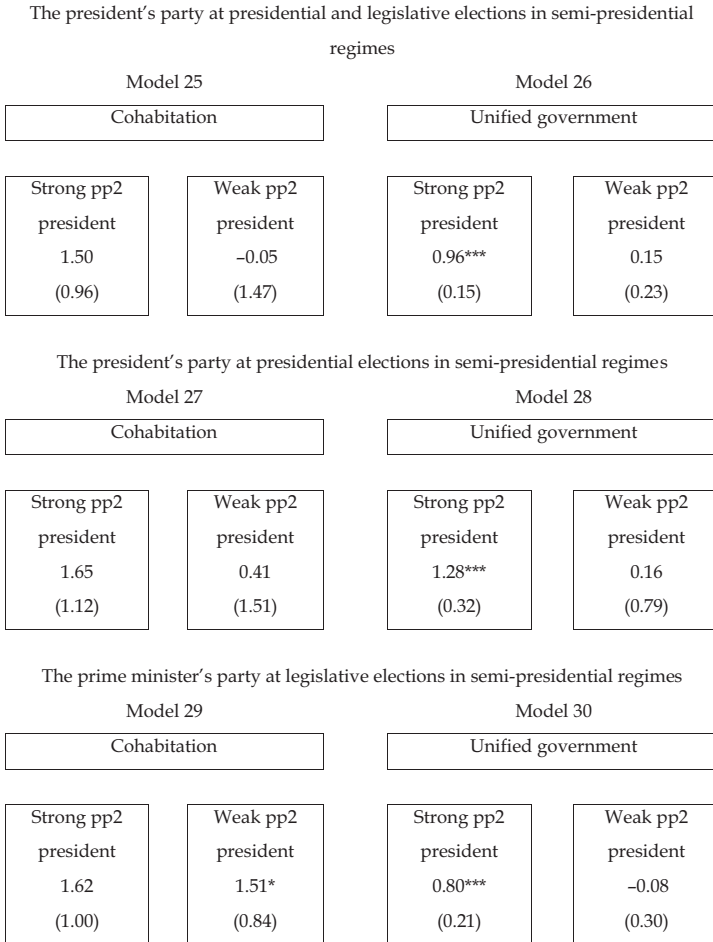 The president's party at presidential and legislative elections in semi-presidential
regimes
Model 25 Model 26
Cohabitation Unified government
Strong pp2 Weak pp2 Strong pp2 Weak pp2
president president president president
1.50 –0.05 0.96*** 0.15
(0.96) (1.47) (0.15) (0.23)
The president's party at presidential elections in semi-presidential regimes
Model 27 Model 28
Cohabitation Unified government
Strong pp2 Weak pp2 Strong pp2 Weak pp2
president president president president
1.65 0.41 1.28*** 0.16
(1.12) (1.51) (0.32) (0.79)
The prime minister's party at legislative elections in semi-presidential regimes
Model 29 Model 30
Cohabitation Unified government
Strong pp2 Weak pp2 Strong pp2 Weak pp2
president president president president
1.62 1.51* 0.80*** –0.08
(1.00) (0.84) (0.21) (0.30)